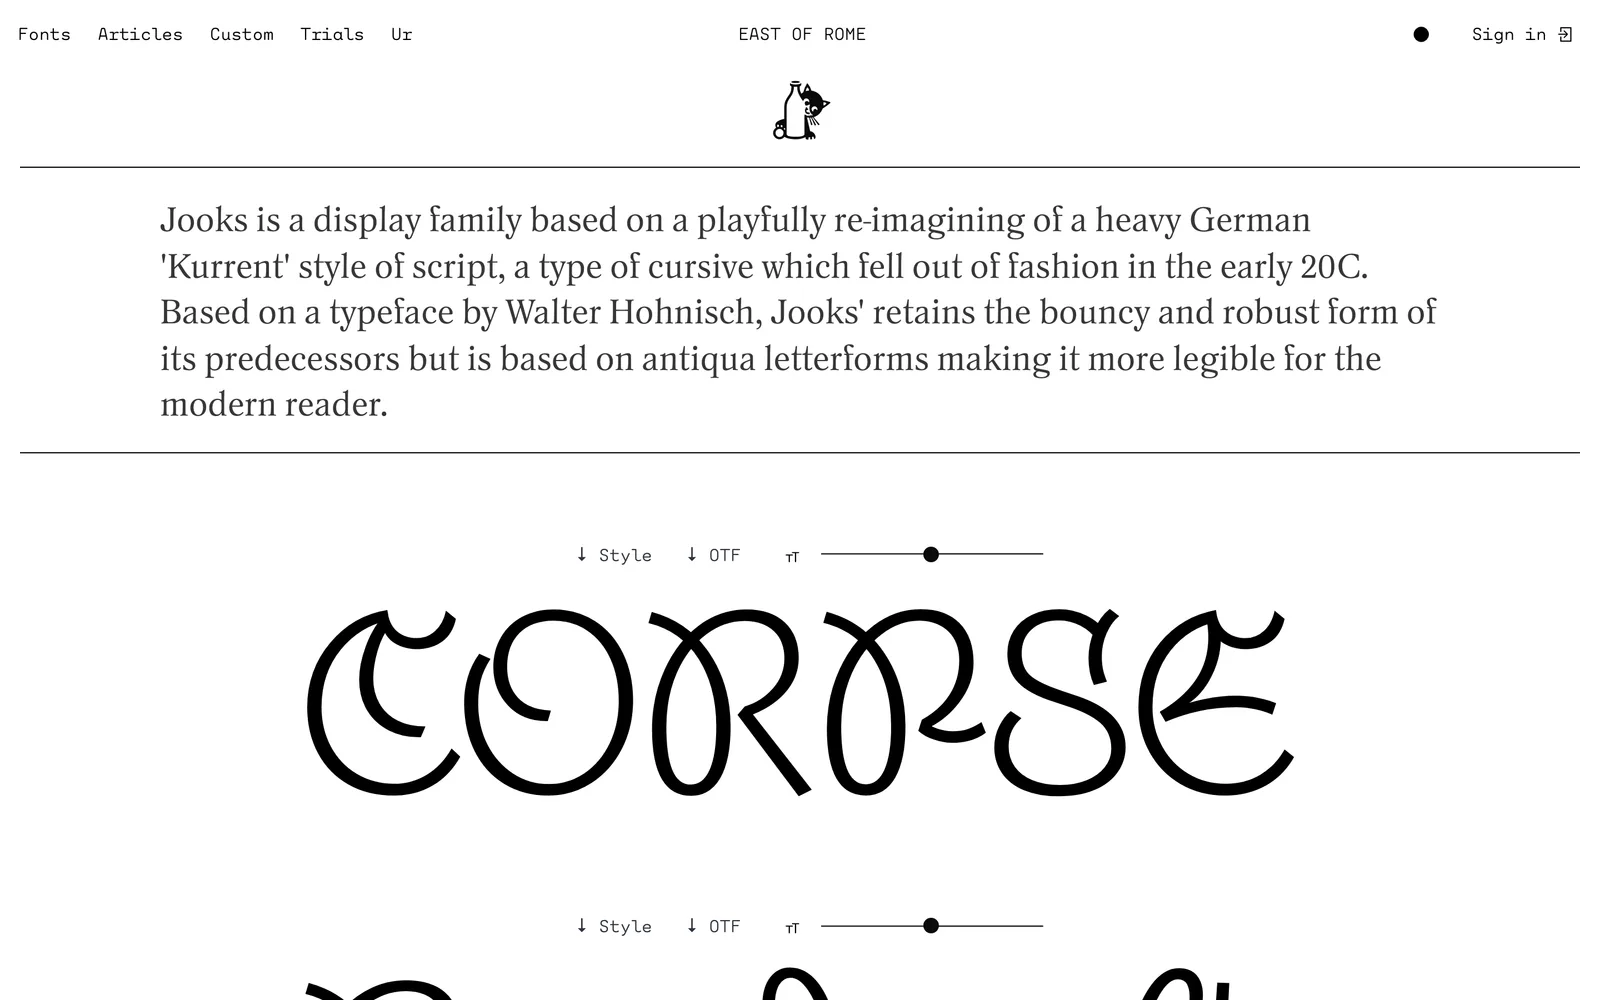 Fonts Articles Custom Trials Ur EAST OF ROME Sign in
Jooks is a display family based on a playfully re-imagining of a heavy German
'Kurrent' style of script, a type of cursive which fell out of fashion in the early 20C.
Based on a typeface by Walter Hohnisch, Jooks' retains the bouncy and robust form of
its predecessors but is based on antiqua letterforms making it more legible for the
modern reader.
↓ Style ↓ OTF TT
CORPSE
↓ Style ↓ OTF TT